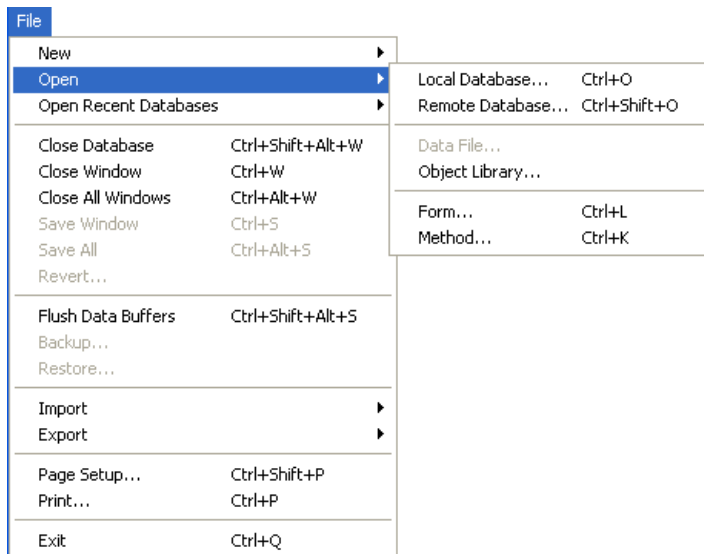 File
New
Open
Open Recent Databases
Close Database Ctrl+Shift+Alt+W
Close Window Ctrl+W
Close All Windows Ctrl+Alt+W
Save Window Ctrl+S
Save All Ctrl+Alt+S
Revert...
Flush Data Buffers Ctrl+Shift+Alt+S
Backup...
Restore...
Import
Export
Page Setup... Ctrl+Shift+P
Print... Ctrl+P
Exit Ctrl+Q
Local Database... Ctrl+O
Remote Database... Ctrl+Shift+O
Data File...
Object Library...
Form... Ctrl+L
Method... Ctrl+K